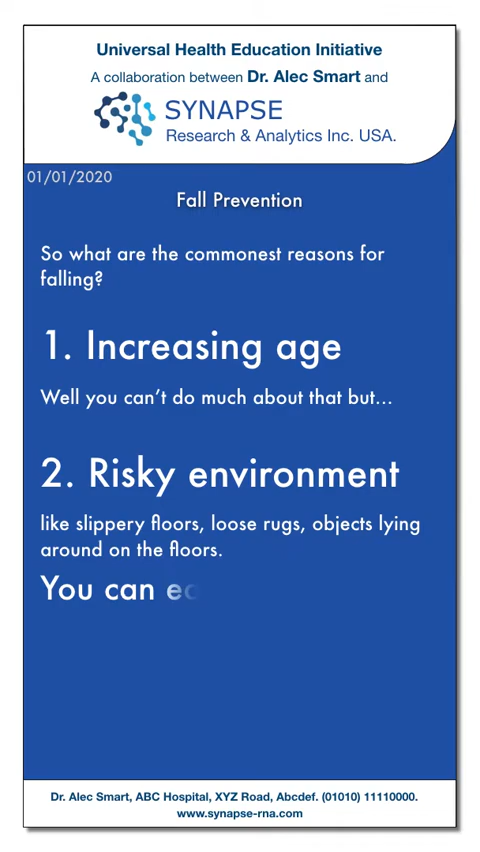 Universal Health Education Initiative
A collaboration between Dr. Alec Smart and
SYNAPSE
Research & Analytics Inc. USA.
01/01/2020
Fall Prevention
So what are the commonest reasons for
falling?
1. Increasing age
Well you can't do much about that but...
2. Risky environment
like slippery floors, loose rugs, objects lying
around on the floors.
You can
Dr. Alec Smart, ABC Hospital, XYZ Road, Abcdef. (01010) 11110000.
www.synapse-rna.com